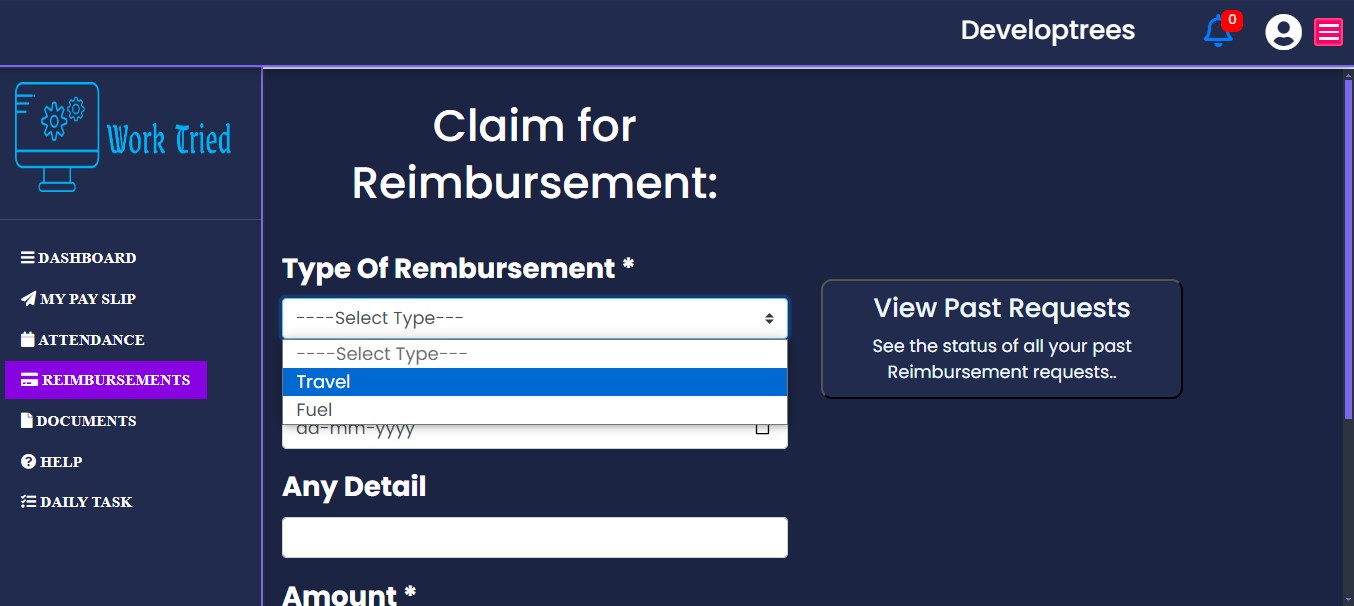 Developtrees
0
Work Tried
DASHBOARD
MY PAY SLIP
ATTENDANCE
REIMBURSEMENTS
DOCUMENTS
HELP
DAILY TASK
Claim for
Reimbursement:
Type Of Rembursement *
----Select Type---
----Select Type---
Travel
Fuel
dd-mm-yyyy
Any Detail
Amount *
View Past Requests
See the status of all your past
Reimbursement requests..